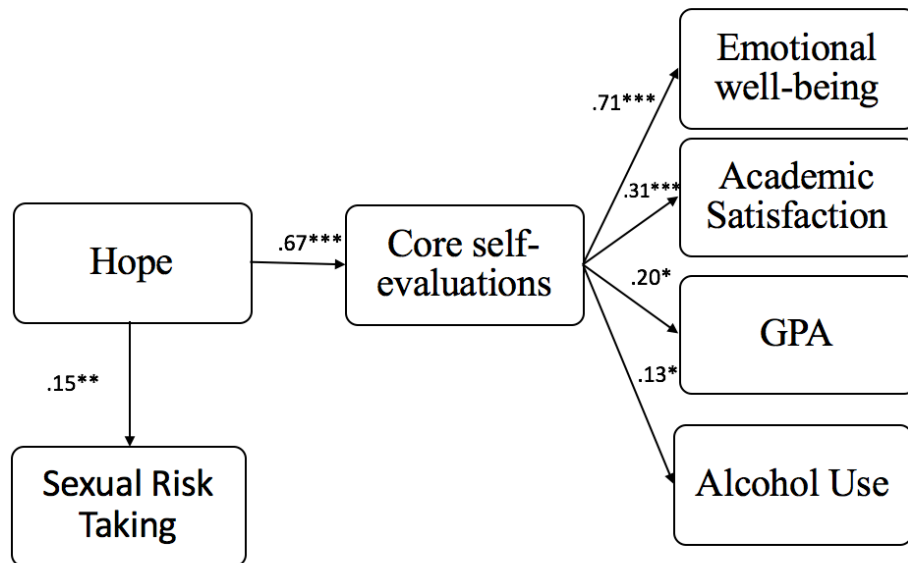 Emotional
well-being
.71***
.31***
Academic
Satisfaction
Hope
.67***
Core self-
evaluations
.20*
GPA
.15**
.13*
Sexual Risk
Taking
Alcohol Use